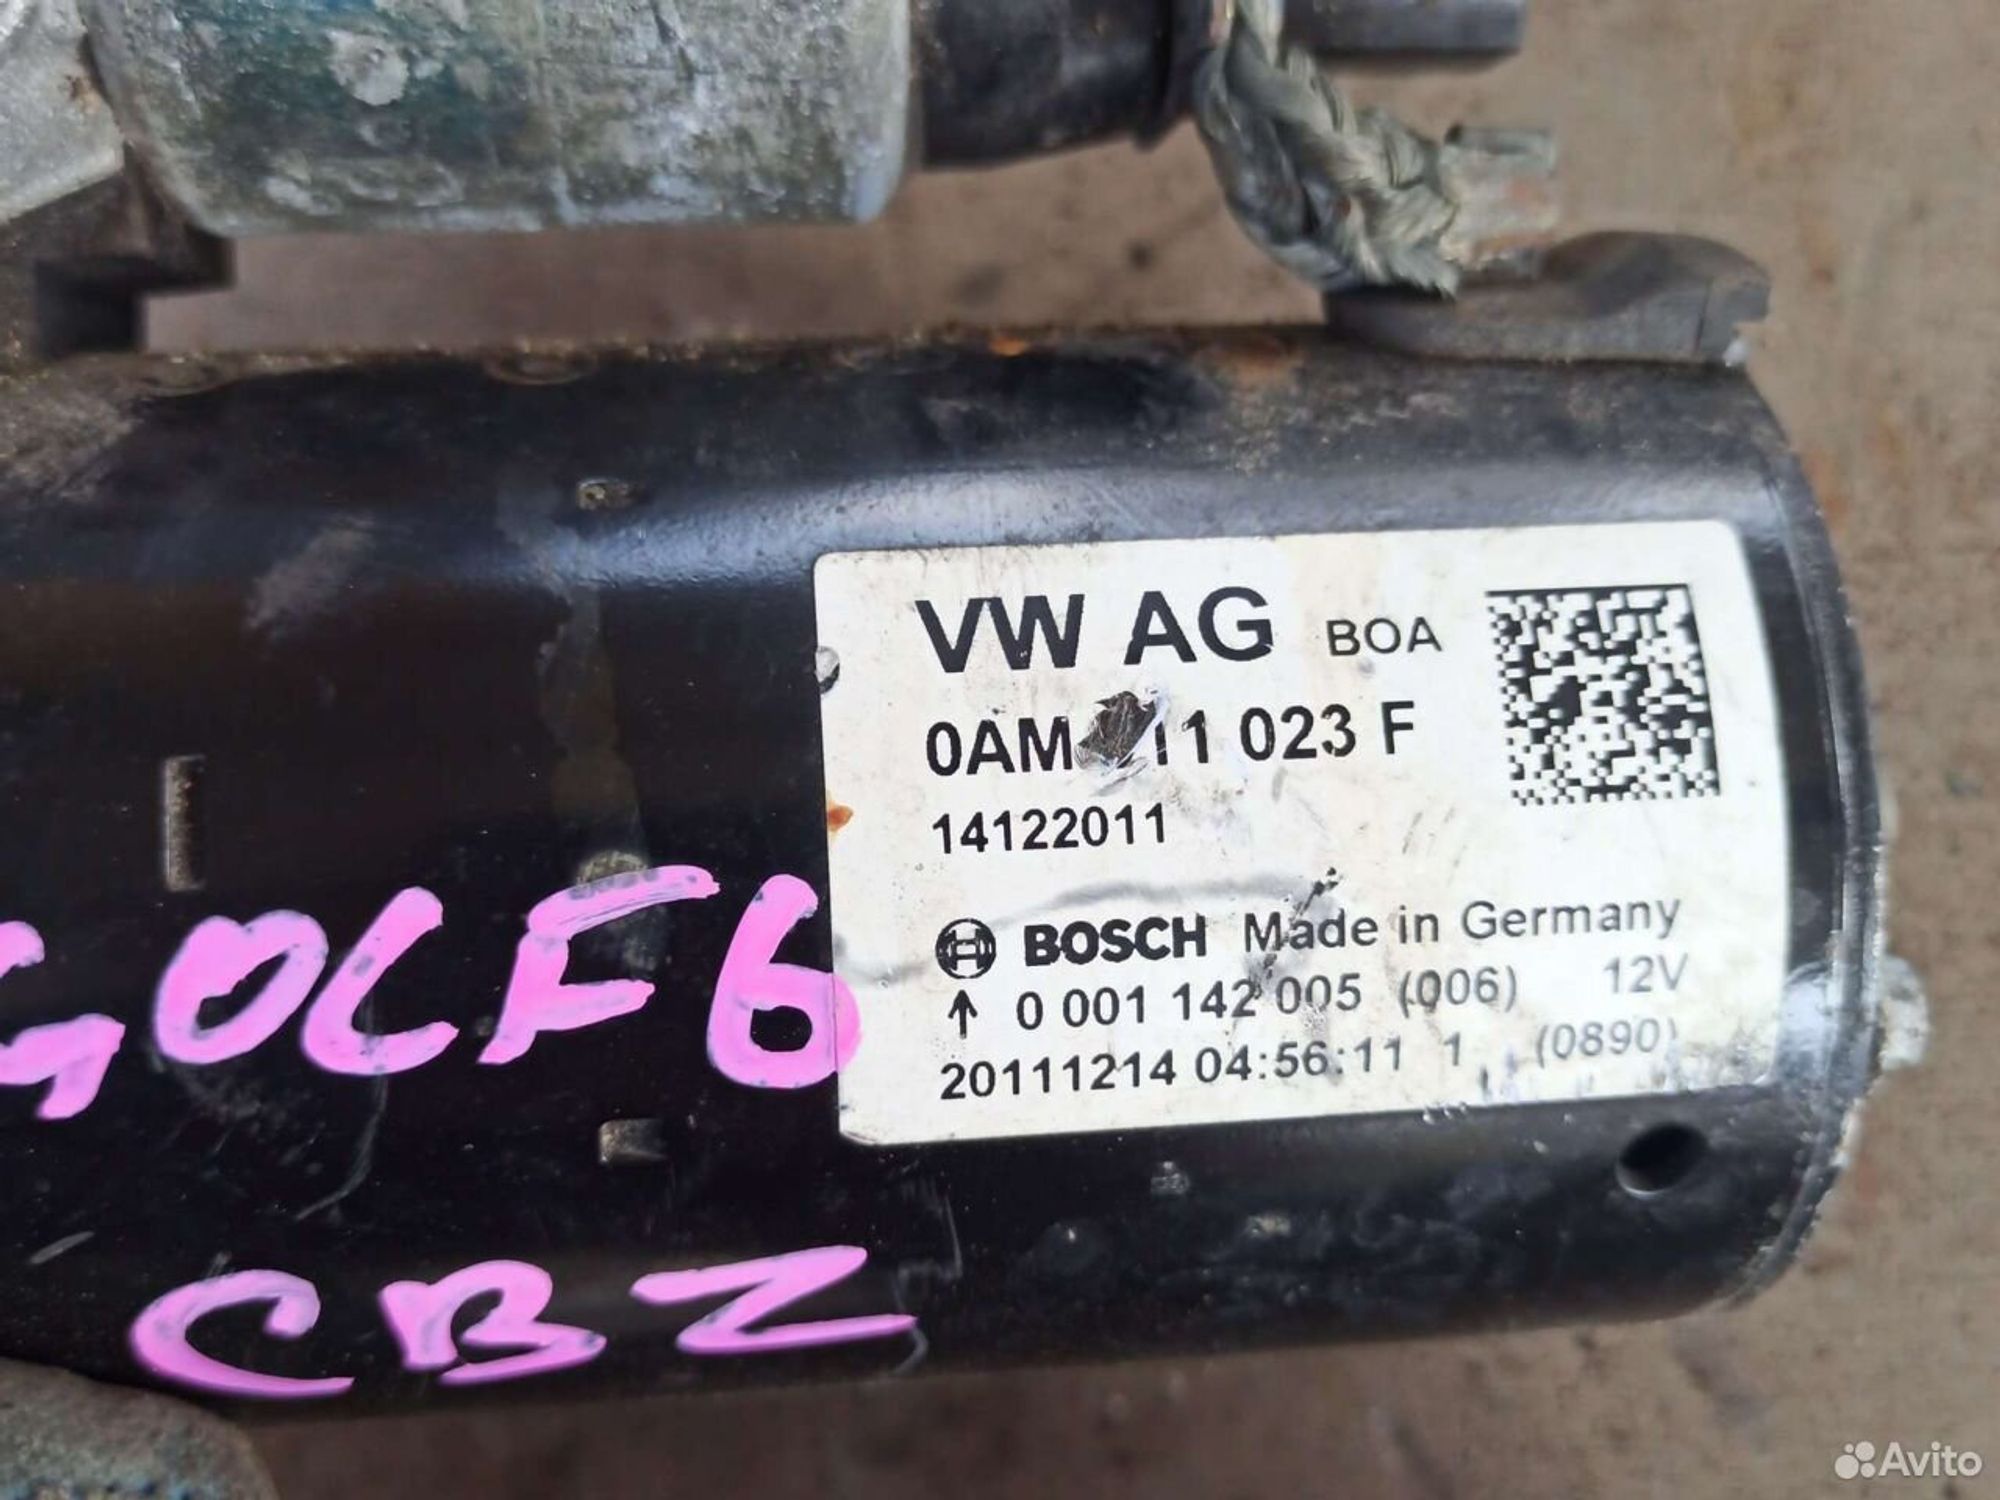 VW AG BOA
0AM 11 023 F
14122011
BOSCH Made in Germany
0 001 142 005 (006) 12V
20111214 04:56:11 1 (0890)
GOLF6
CBZ
Avito